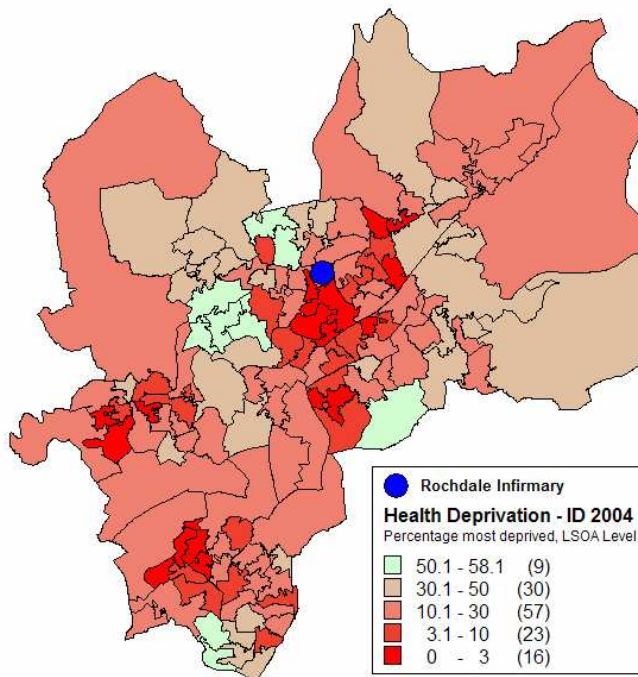 Rochdale Infirmary
Health Deprivation - ID 2004
Percentage most deprived, LSOA Level
50.1 - 58.1 (9)
30.1 - 50 (30)
10.1 - 30 (57)
3.1 - 10 (23)
0 - 3 (16)